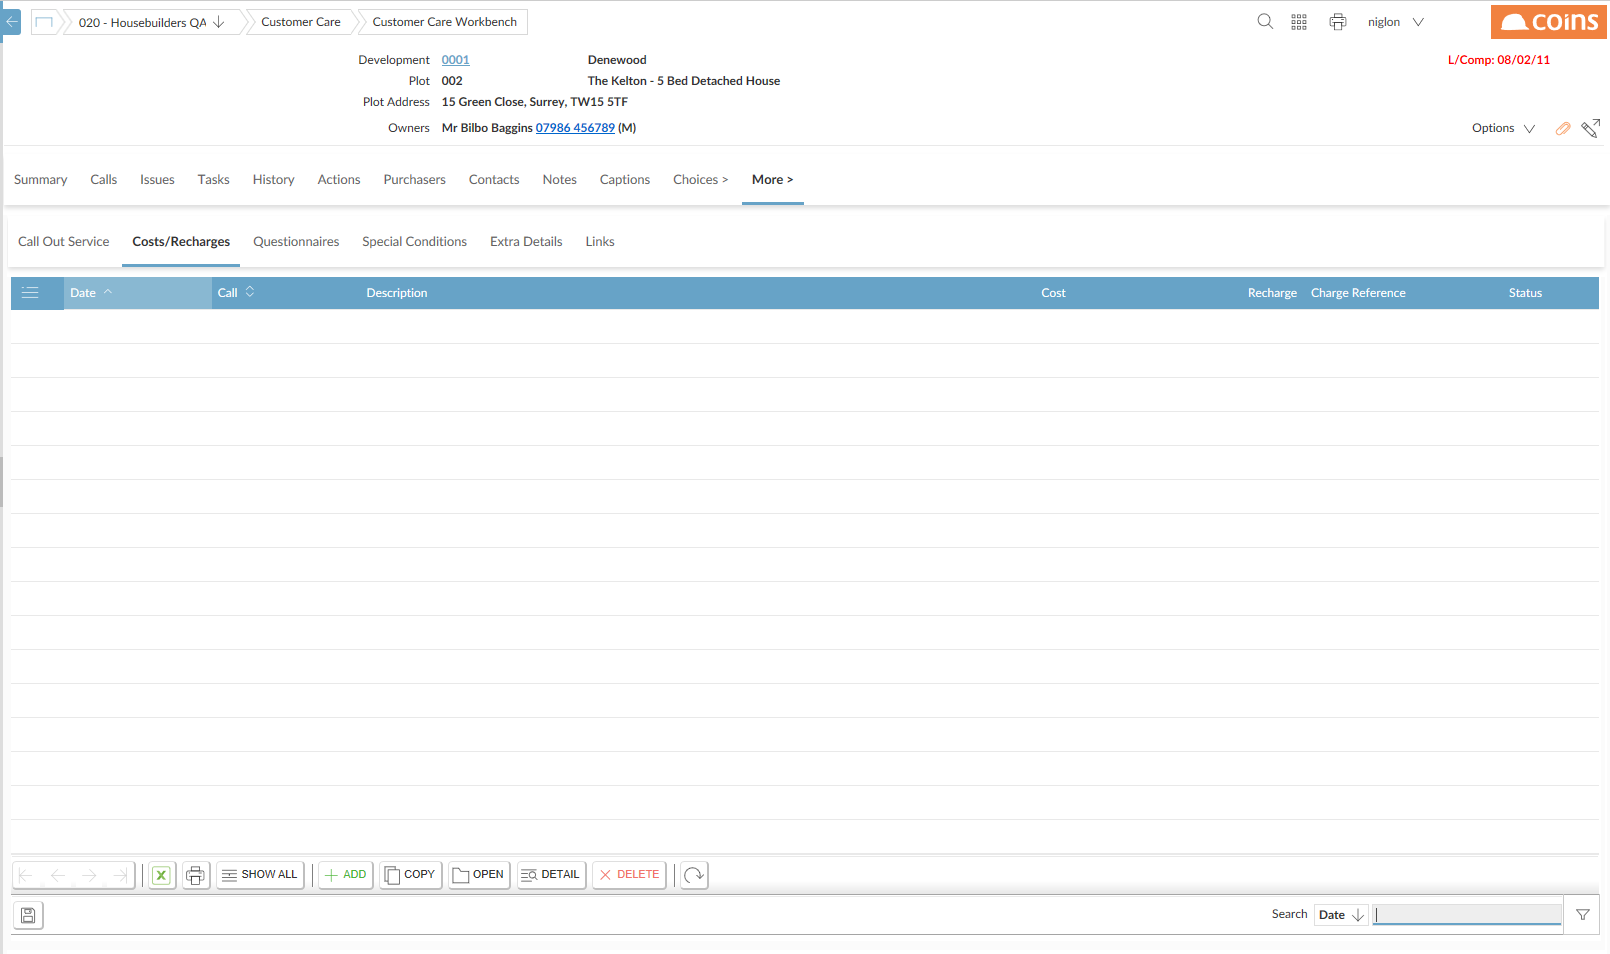 020 - Housebuilders QA Customer Care Customer Care Workbench niglon coins
Development 0001 Denewood L/Comp: 08/02/11
Plot 002 The Kelton - 5 Bed Detached House
Plot Address 15 Green Close, Surrey, TW15 5TF
Owners Mr Bilbo Baggins 07986 456789 (M) Options
Summary Calls Issues Tasks History Actions Purchasers Contacts Notes Captions Choices > More >
Call Out Service Costs/Recharges Questionnaires Special Conditions Extra Details Links
Date Call Description Cost Recharge Charge Reference Status
SHOW ALL ADD COPY OPEN DETAIL DELETE
Search Date